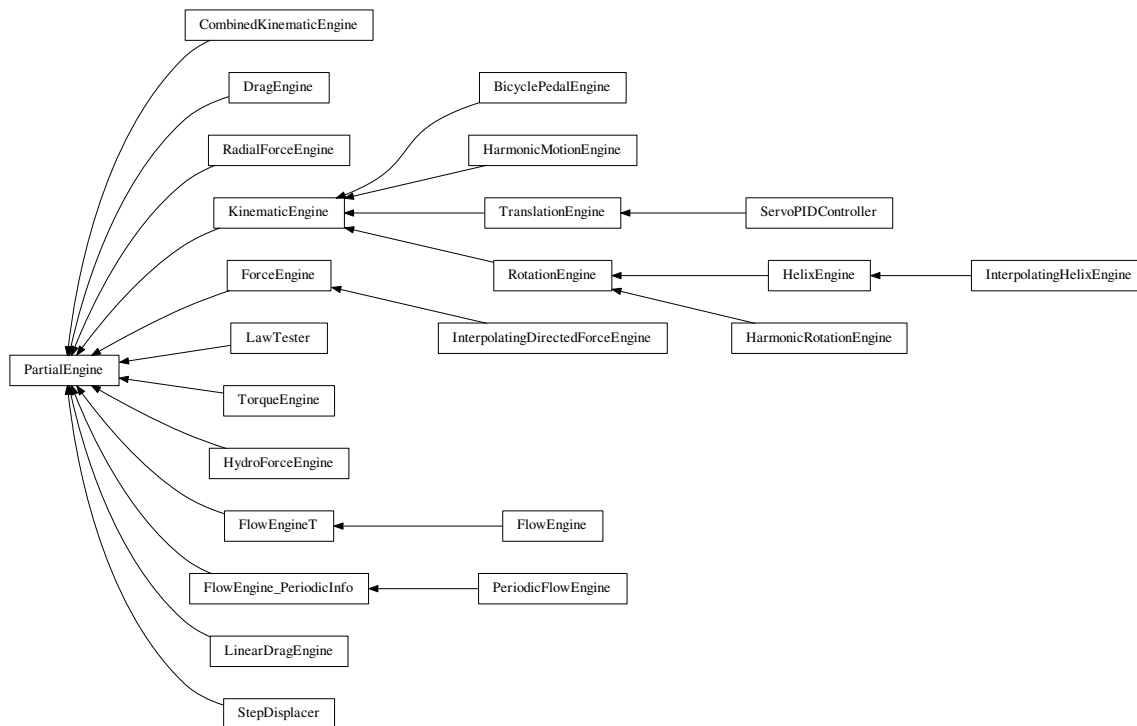 CombinedKinematicEngine
DragEngine
BicyclePedalEngine
RadialForceEngine
HarmonicMotionEngine
KinematicEngine
TranslationEngine
ServoPIDController
ForceEngine
RotationEngine
HelixEngine
InterpolatingHelixEngine
LawTester
InterpolatingDirectedForceEngine
HarmonicRotationEngine
PartialEngine
TorqueEngine
HydroForceEngine
FlowEngineT
FlowEngine
FlowEngine_PeriodicInfo
PeriodicFlowEngine
LinearDragEngine
StepDisplacer